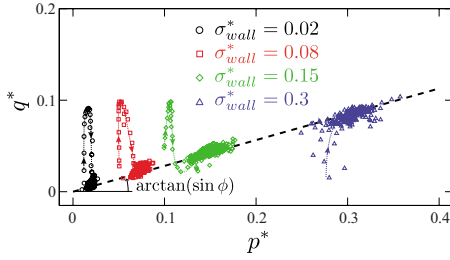 0.2
σ*wall = 0.02
σ*wall = 0.08
σ*wall = 0.15
σ*wall = 0.3
q*
0.1
0
arctan(sin ϕ)
0 0.1 0.2 0.3 0.4
p*